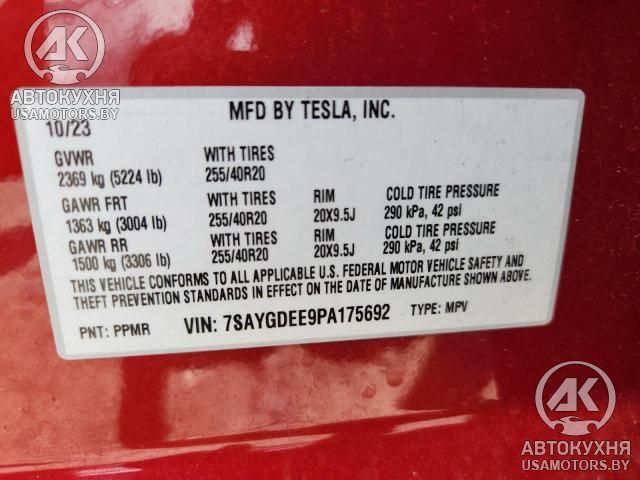 AK
АВТОКУХНЯ
USAMOTORS.BY
MFD BY TESLA, INC.
10/23
GVWR WITH TIRES
2369 kg (5224 lb) 255/40R20
GAWR FRT WITH TIRES RIM COLD TIRE PRESSURE
1363 kg (3004 lb) 255/40R20 20X9.5J 290 kPa, 42 psi
GAWR RR WITH TIRES RIM COLD TIRE PRESSURE
1500 kg (3306 lb) 255/40R20 20X9.5J 290 kPa, 42 psi
THIS VEHICLE CONFORMS TO ALL APPLICABLE U.S. FEDERAL MOTOR VEHICLE SAFETY AND
THEFT PREVENTION STANDARDS IN EFFECT ON THE DATE OF MANUFACTURE SHOWN ABOVE.
PNT: PPMR VIN: 7SAYGDEE9PA175692 TYPE: MPV
AK
АВТОКУХНЯ
USAMOTORS.BY